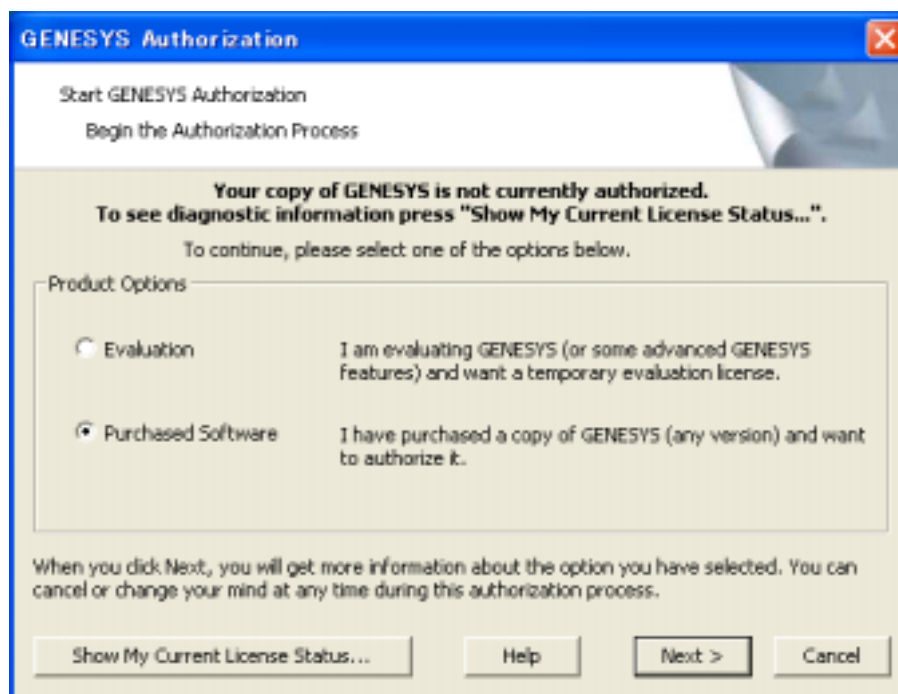 GENESYS Authorization
Start GENESYS Authorization
Begin the Authorization Process
Your copy of GENESYS is not currently authorized.
To see diagnostic information press "Show My Current License Status...".
To continue, please select one of the options below.
Product Options
Evaluation
I am evaluating GENESYS (or some advanced GENESYS
features) and want a temporary evaluation license.
Purchased Software
I have purchased a copy of GENESYS (any version) and want
to authorize it.
When you click Next, you will get more information about the option you have selected. You can
cancel or change your mind at any time during this authorization process.
Show My Current License Status...
Help
Next >
Cancel